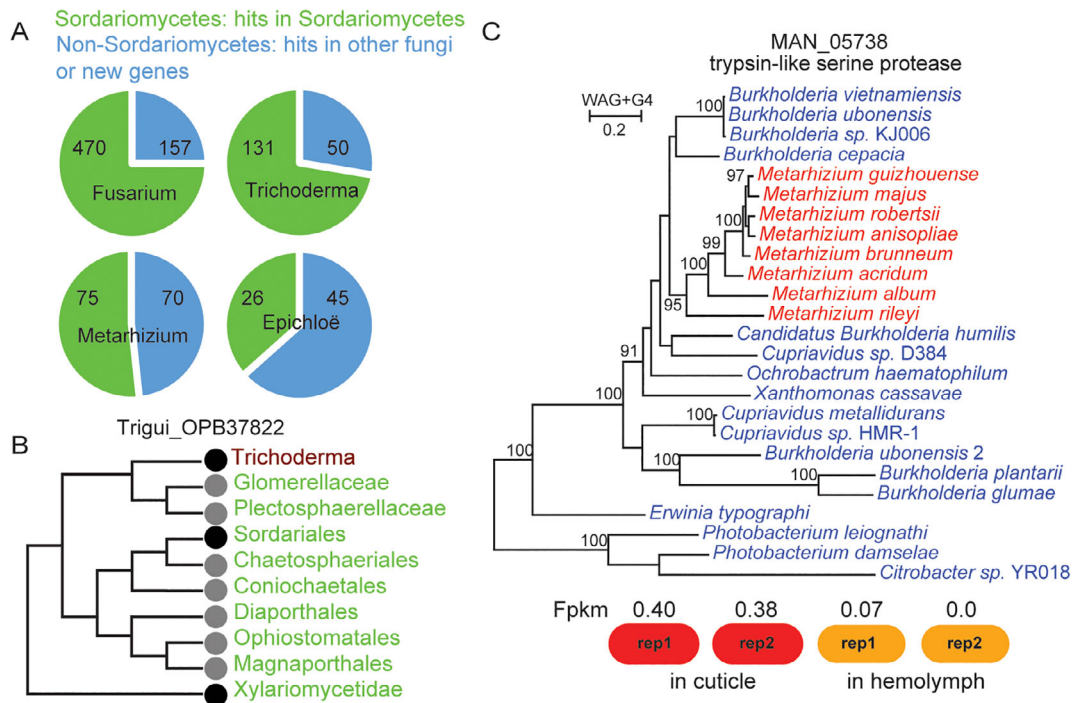 A
Sordariomycetes: hits in Sordariomycetes
Non-Sordariomycetes: hits in other fungi
or new genes
470
157
Fusarium
131
50
Trichoderma
75
70
Metarhizium
26
45
Epichloë
B
Trigui_OPB37822
Trichoderma
Glomerellaceae
Plectosphaerellaceae
Sordariales
Chaetosphaeriales
Coniochaetales
Diaporthales
Ophiostomatales
Magnaporthales
Xylariomycetidae
C
MAN_05738
trypsin-like serine protease
WAG+G4
0.2
100
Burkholderia vietnamiensis
Burkholderia ubonensis
Burkholderia sp. KJ006
Burkholderia cepacia
97
Metarhizium guizhouense
Metarhizium majus
100
Metarhizium robertsii
Metarhizium anisopliae
99
Metarhizium brunneum
100
Metarhizium acridum
Metarhizium album
95
Metarhizium rileyi
Candidatus Burkholderia humilis
91
Cupriavidus sp. D384
Ochrobactrum haematophilum
100
Xanthomonas cassavae
100
Cupriavidus metallidurans
Cupriavidus sp. HMR-1
100
100
Burkholderia ubonensis 2
100
Burkholderia plantarii
Burkholderia glumae
Erwinia typographi
100
Photobacterium leiognathi
Photobacterium damselae
Citrobacter sp. YR018
Fpkm 0.40 0.38 0.07 0.0
rep1 rep2 rep1 rep2
in cuticle in hemolymph